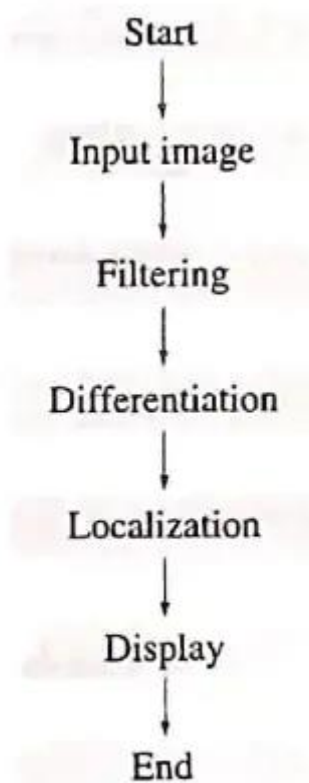 Start
Input image
Filtering
Differentiation
Localization
Display
End